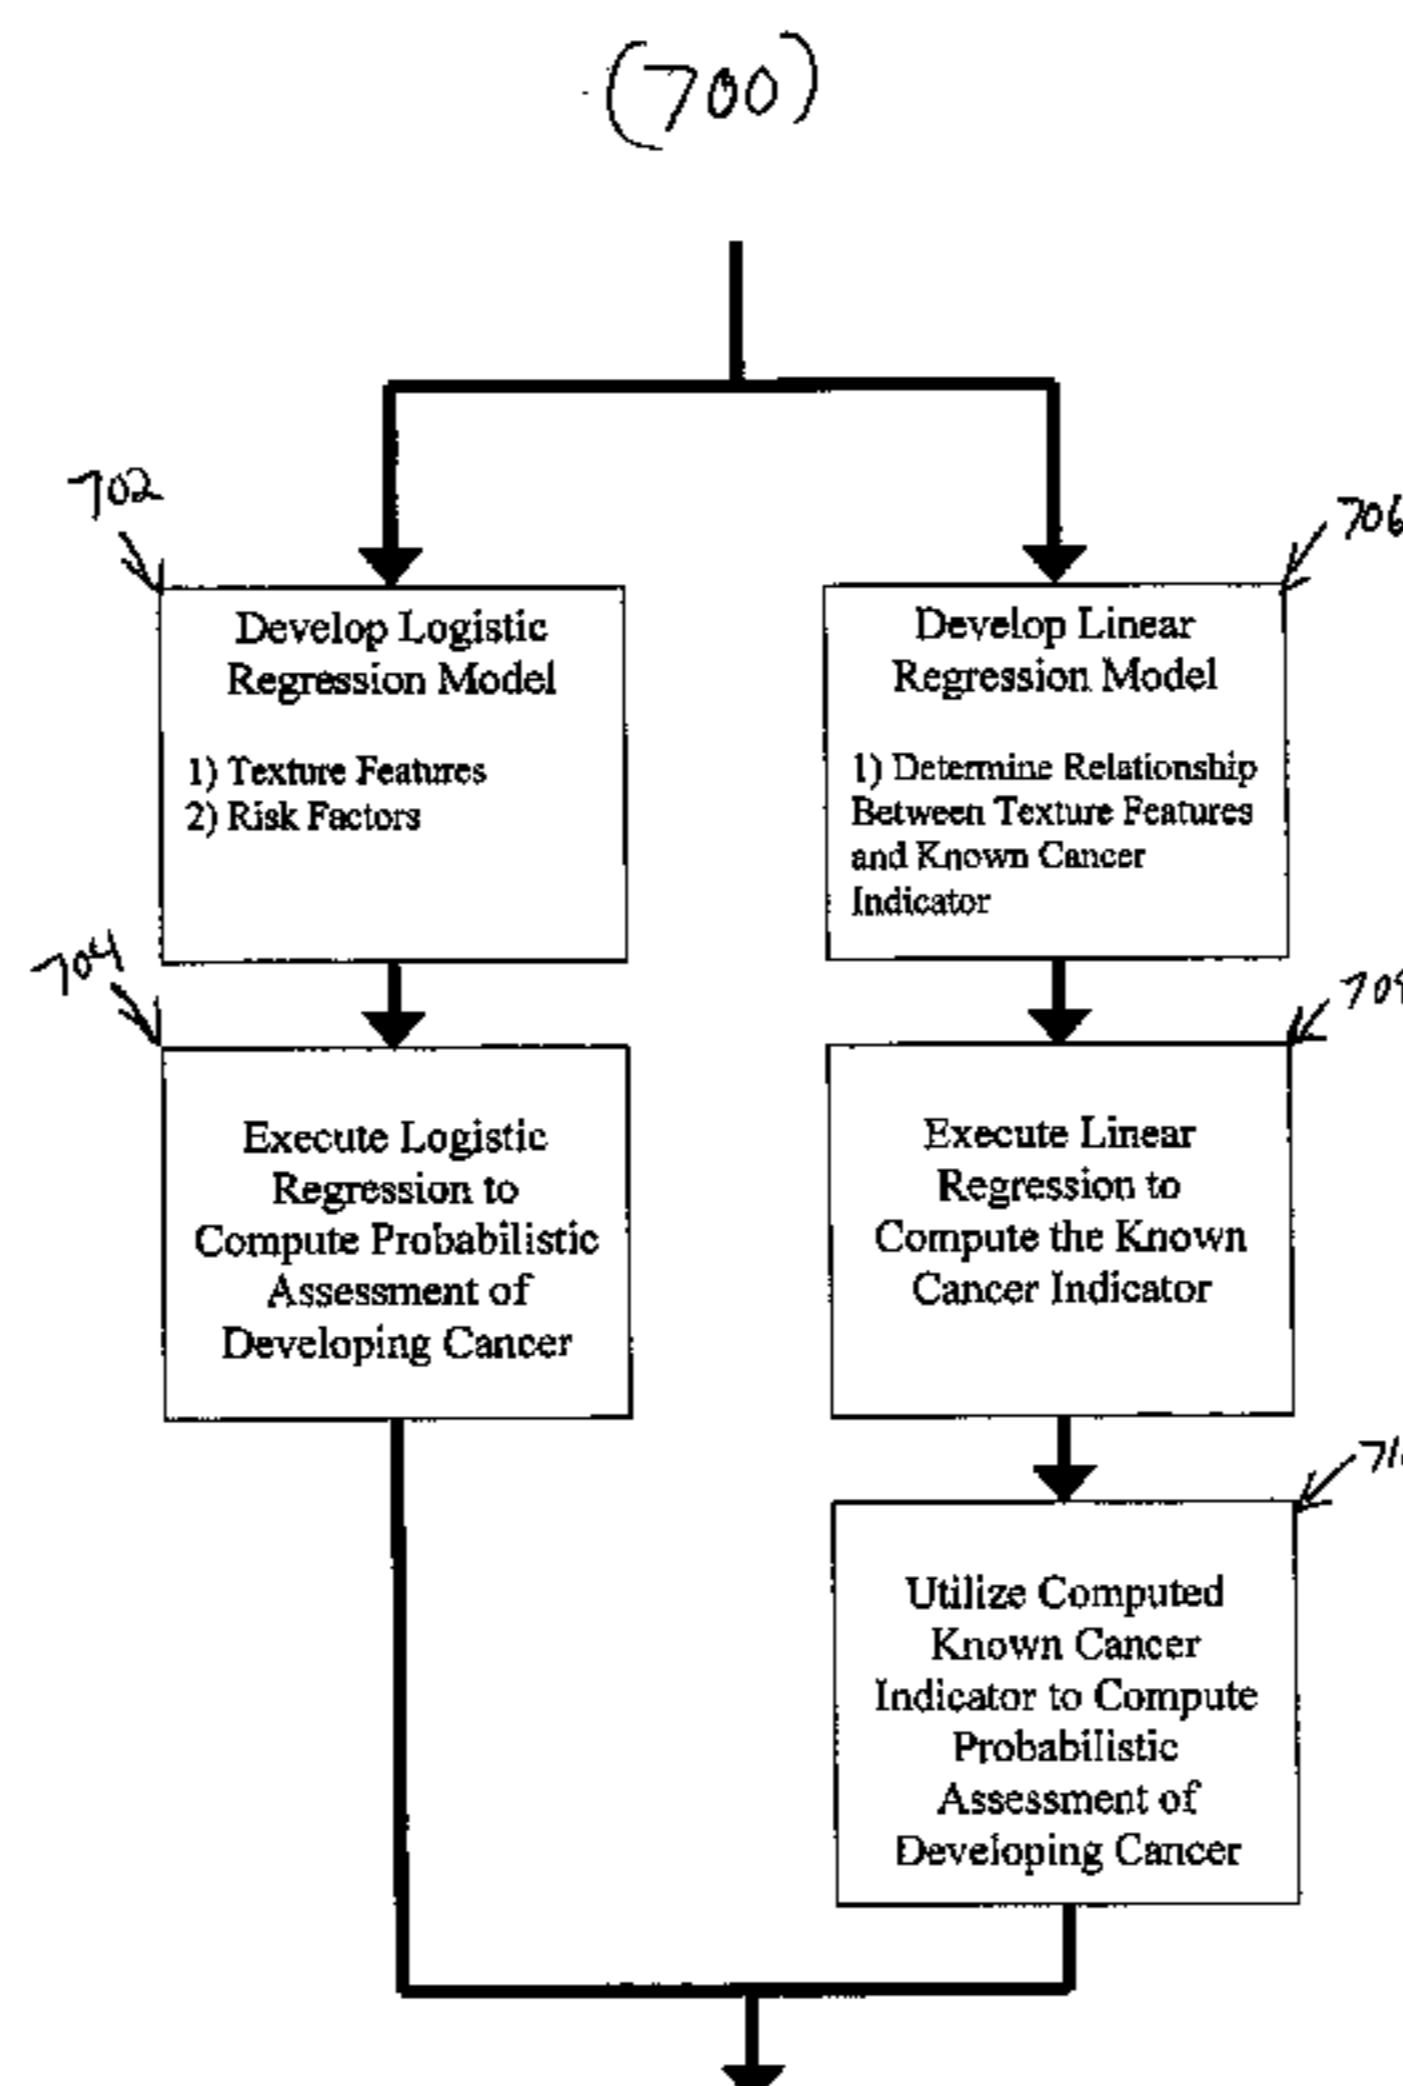 (700)
702
Develop Logistic
Regression Model
1) Texture Features
2) Risk Factors
706
Develop Linear
Regression Model
1) Determine Relationship
Between Texture Features
and Known Cancer
Indicator
704
Execute Logistic
Regression to
Compute Probabilistic
Assessment of
Developing Cancer
Execute Linear
Regression to
Compute the Known
Cancer Indicator
Utilize Computed
Known Cancer
Indicator to Compute
Probabilistic
Assessment of
Developing Cancer